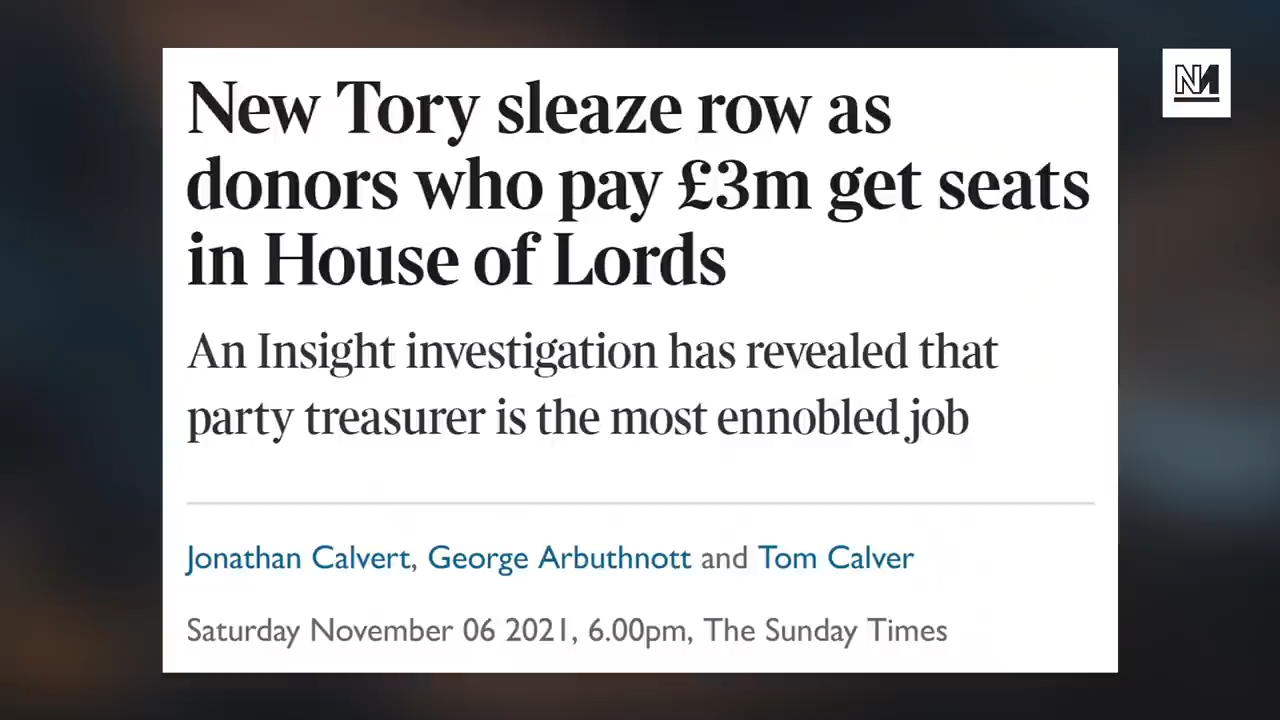 New Tory sleaze row as
donors who pay £3m get seats
in House of Lords
An Insight investigation has revealed that
party treasurer is the most ennobled job
Jonathan Calvert, George Arbuthnott and Tom Calver
Saturday November 06 2021, 6.00pm, The Sunday Times
NM